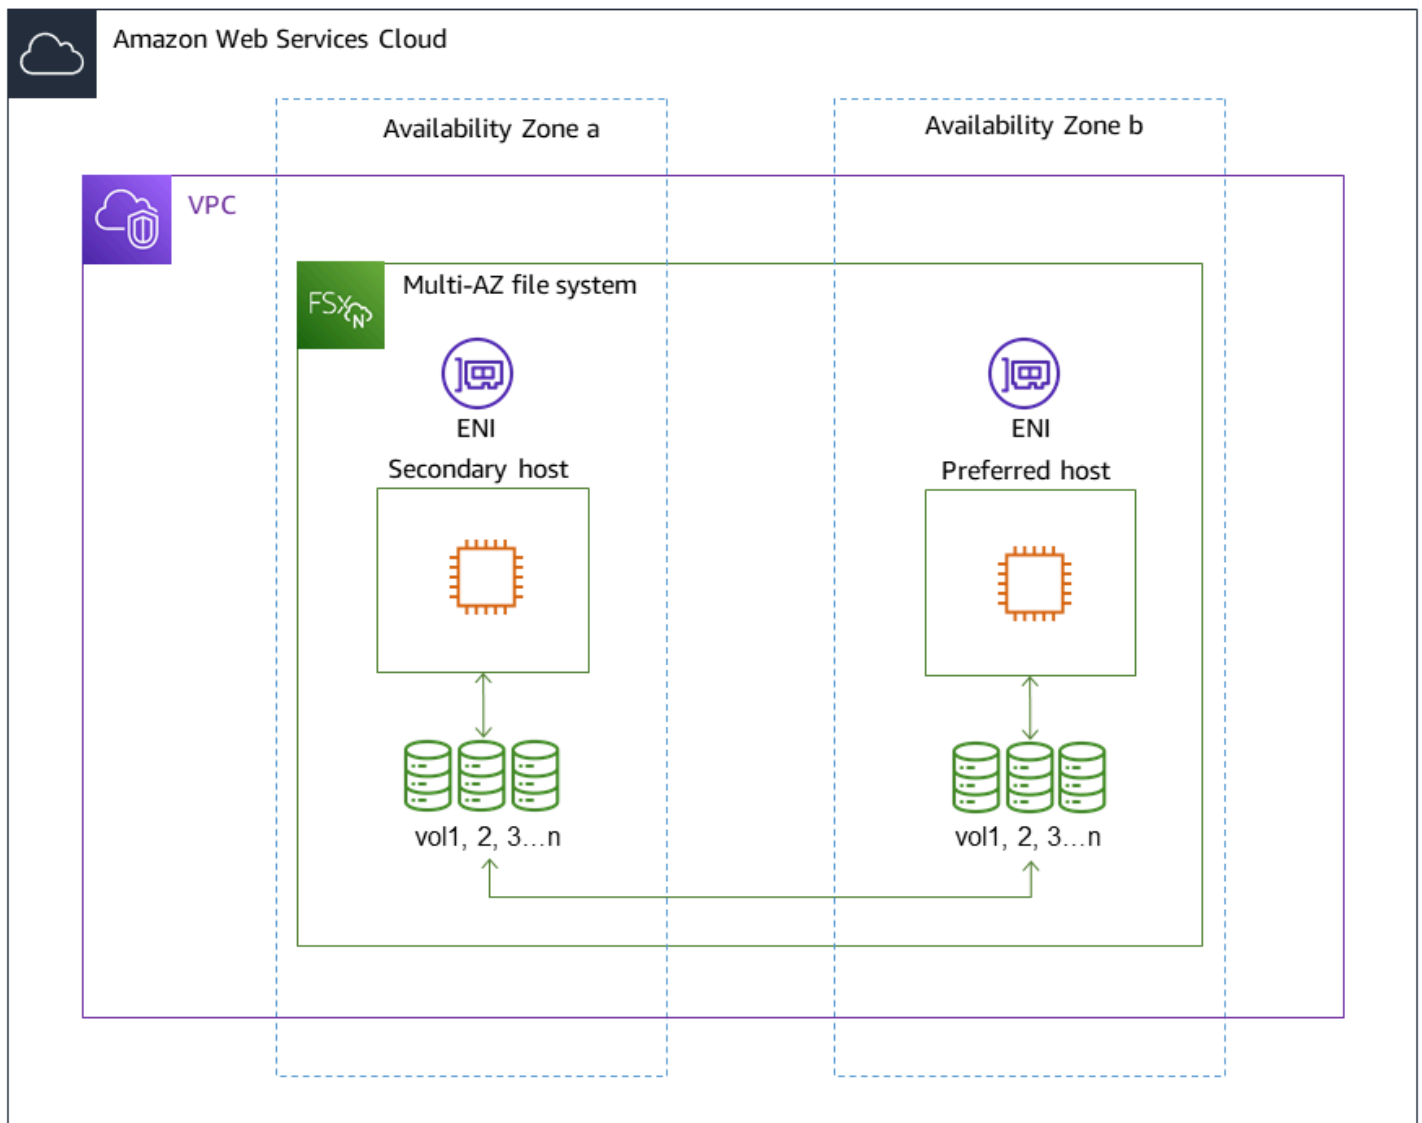 Amazon Web Services Cloud
Availability Zone a
Availability Zone b
VPC
FSx N
Multi-AZ file system
ENI
ENI
Secondary host
Preferred host
vol1, 2, 3...n
vol1, 2, 3...n